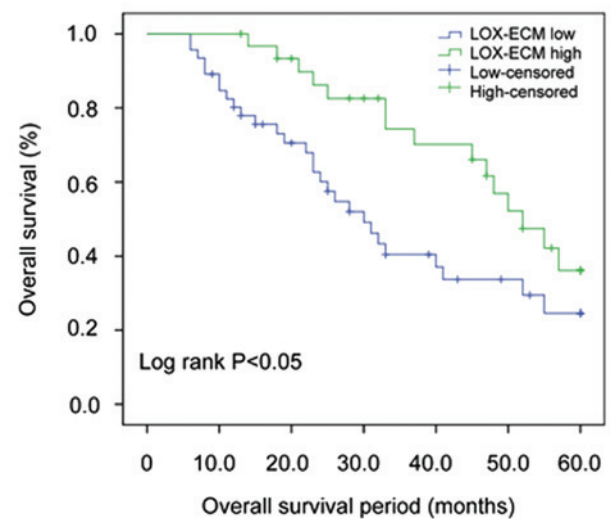 LOX-ECM low
LOX-ECM high
Low-censored
High-censored
Overall survival (%)
1.0
0.8
0.6
0.4
0.2
0.0
Log rank P<0.05
0 10.0 20.0 30.0 40.0 50.0 60.0
Overall survival period (months)